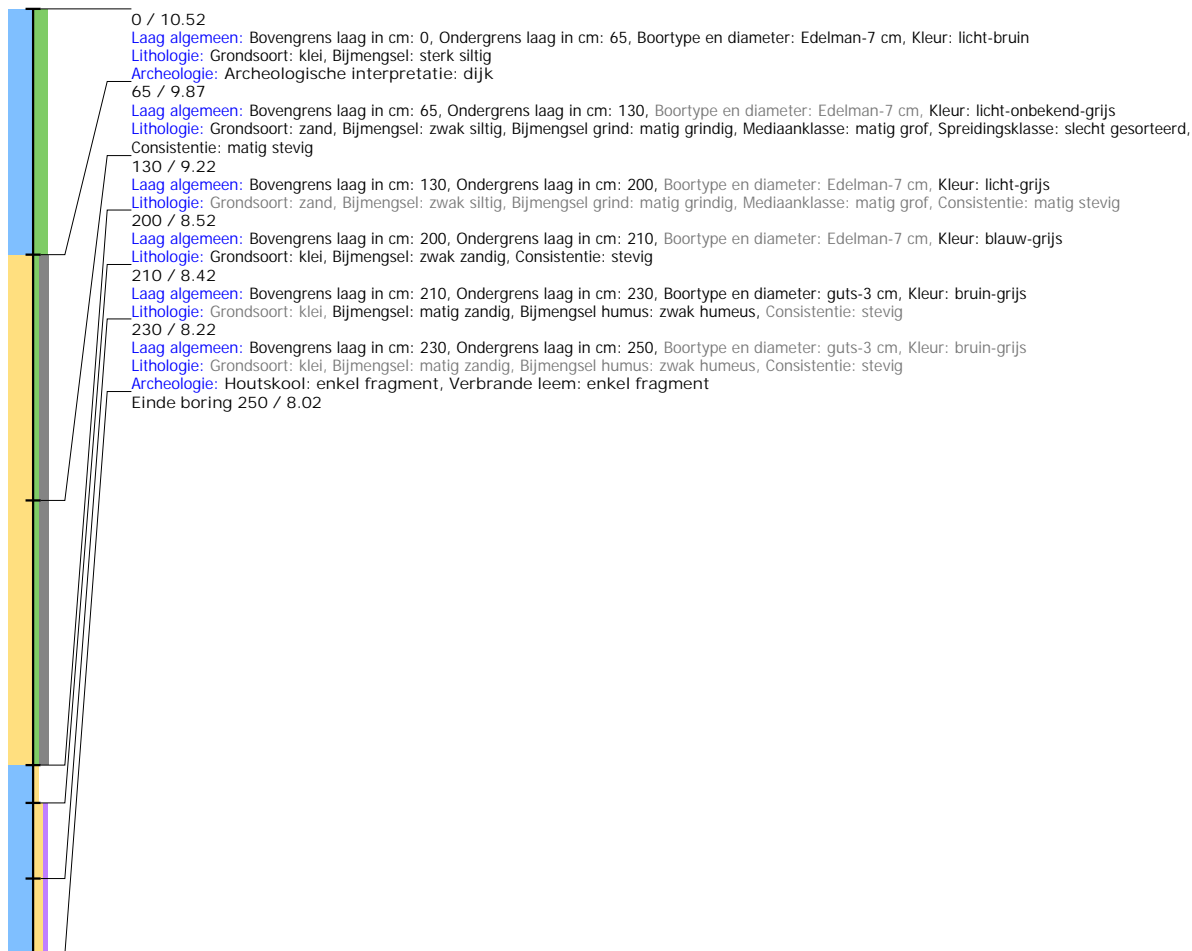 0 / 10.52
Laag algemeen: Bovengrens laag in cm: 0, Ondergrens laag in cm: 65, Boortype en diameter: Edelman-7 cm, Kleur: licht-bruin
Lithologie: Grondsoort: klei, Bijmengsel: sterk siltig
Archeologie: Archeologische interpretatie: dijk
65 / 9.87
Laag algemeen: Bovengrens laag in cm: 65, Ondergrens laag in cm: 130, Boortype en diameter: Edelman-7 cm, Kleur: licht-onbekend-grijs
Lithologie: Grondsoort: zand, Bijmengsel: zwak siltig, Bijmengsel grind: matig grindig, Mediaanklasse: matig grof, Spreidingsklasse: slecht gesorteerd,
Consistentie: matig stevig
130 / 9.22
Laag algemeen: Bovengrens laag in cm: 130, Ondergrens laag in cm: 200, Boortype en diameter: Edelman-7 cm, Kleur: licht-grijs
Lithologie: Grondsoort: zand, Bijmengsel: zwak siltig, Bijmengsel grind: matig grindig, Mediaanklasse: matig grof, Consistentie: matig stevig
200 / 8.52
Laag algemeen: Bovengrens laag in cm: 200, Ondergrens laag in cm: 210, Boortype en diameter: Edelman-7 cm, Kleur: blauw-grijs
Lithologie: Grondsoort: klei, Bijmengsel: zwak zandig, Consistentie: stevig
210 / 8.42
Laag algemeen: Bovengrens laag in cm: 210, Ondergrens laag in cm: 230, Boortype en diameter: guts-3 cm, Kleur: bruin-grijs
Lithologie: Grondsoort: klei, Bijmengsel: matig zandig, Bijmengsel humus: zwak humeus, Consistentie: stevig
230 / 8.22
Laag algemeen: Bovengrens laag in cm: 230, Ondergrens laag in cm: 250, Boortype en diameter: guts-3 cm, Kleur: bruin-grijs
Lithologie: Grondsoort: klei, Bijmengsel: matig zandig, Bijmengsel humus: zwak humeus, Consistentie: stevig
Archeologie: Houtskool: enkel fragment, Verbrande leem: enkel fragment
Einde boring 250 / 8.02